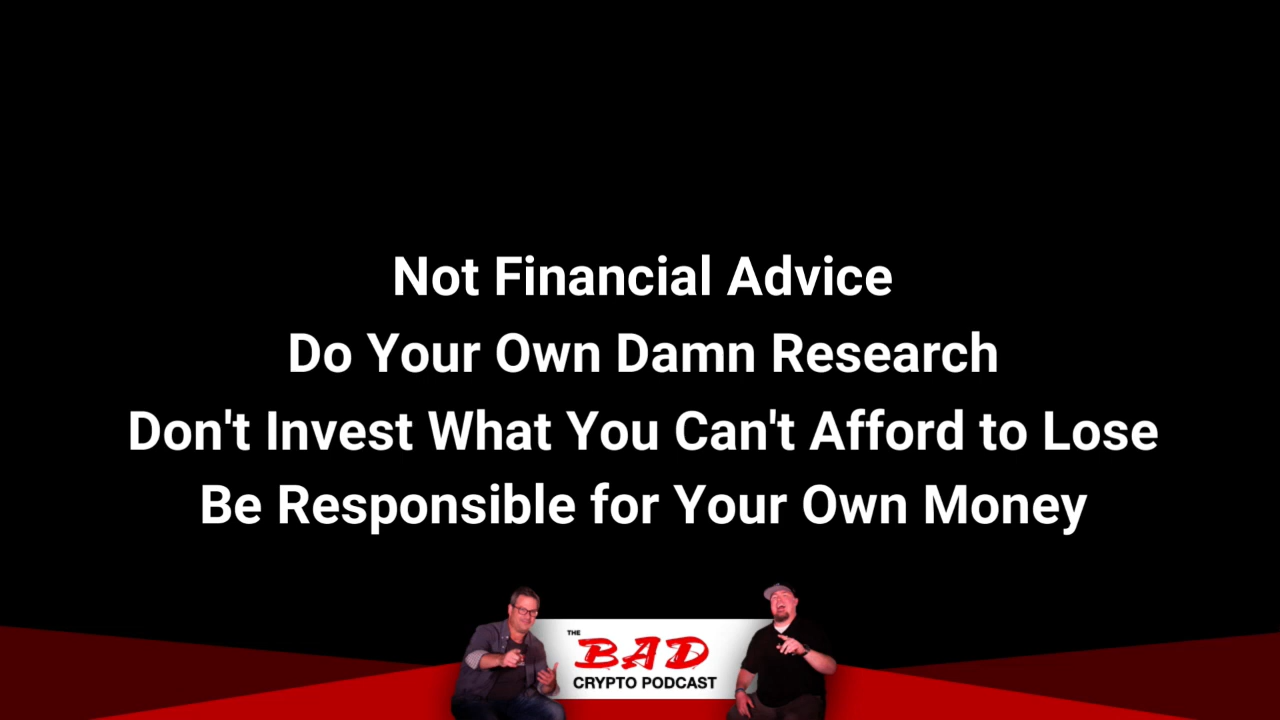 Not Financial Advice
Do Your Own Damn Research
Don't Invest What You Can't Afford to Lose
Be Responsible for Your Own Money
THE
BAD
CRYPTO PODCAST